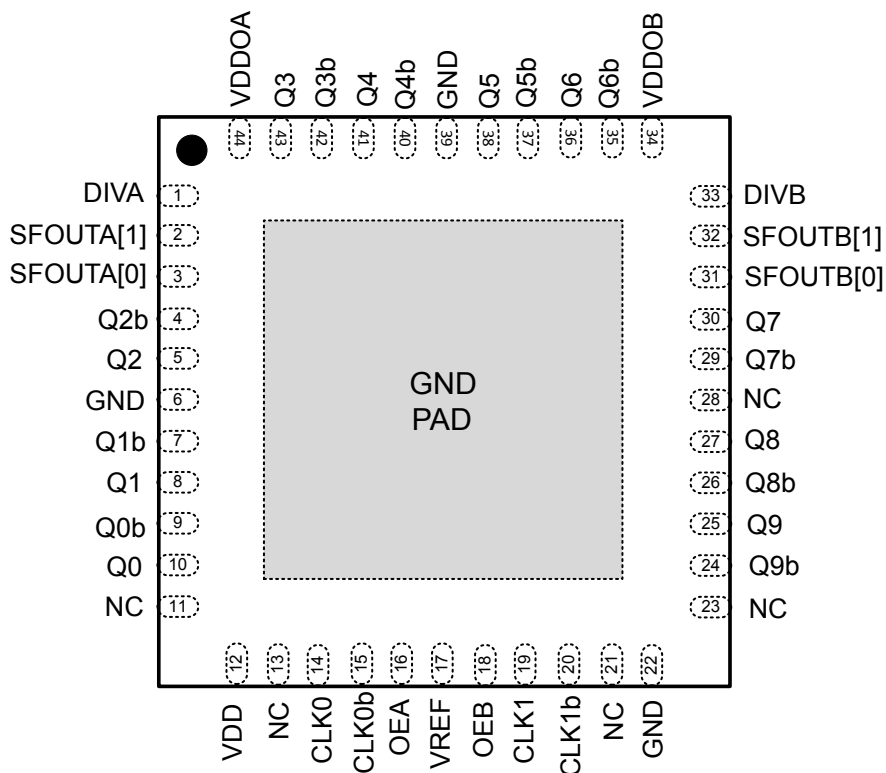 VDDOA
Q3
Q3b
Q4
Q4b
GND
Q5
Q5b
Q6
Q6b
VDDOB
44
43
42
41
40
39
38
37
36
35
34
DIVA 1
SFOUTA[1] 2
SFOUTA[0] 3
Q2b 4
Q2 5
GND 6
Q1b 7
Q1 8
Q0b 9
Q0 10
NC 11
GND
PAD
33 DIVB
32 SFOUTB[1]
31 SFOUTB[0]
30 Q7
29 Q7b
28 NC
27 Q8
26 Q8b
25 Q9
24 Q9b
23 NC
12
13
14
15
16
17
18
19
20
21
22
VDD
NC
CLK0
CLK0b
OEA
VREF
OEB
CLK1
CLK1b
NC
GND